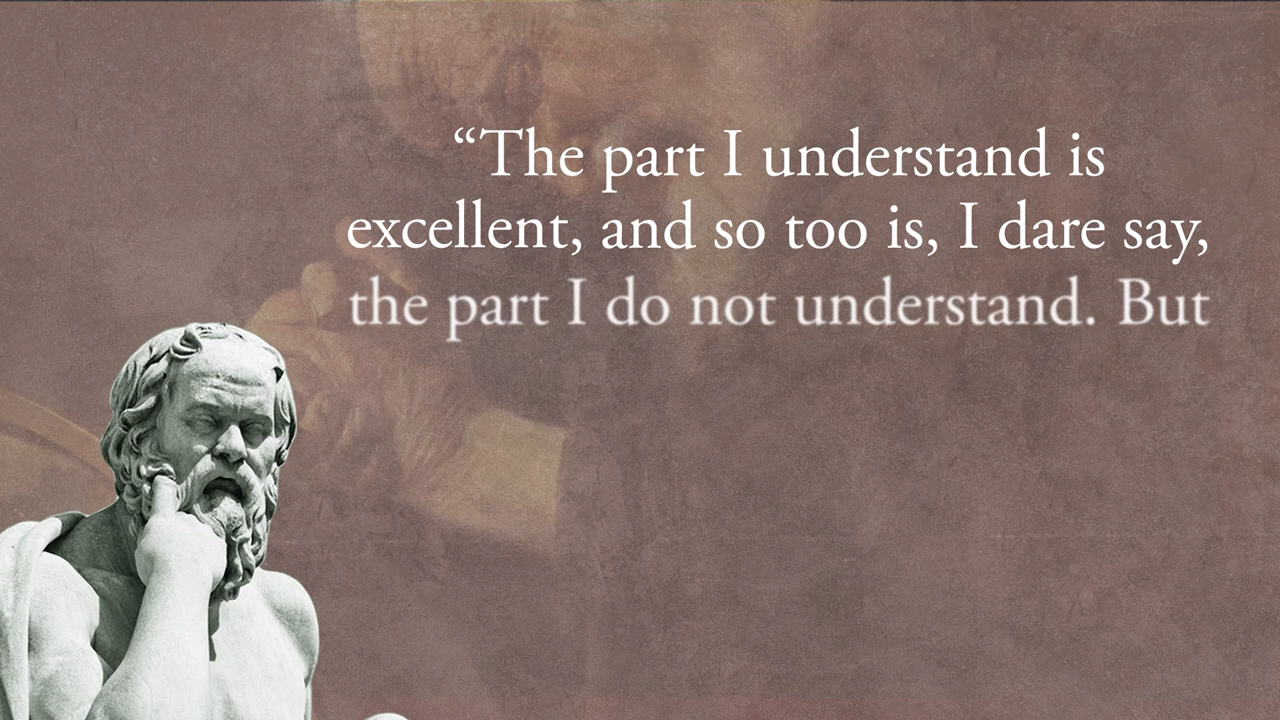 “The part I understand is
excellent, and so too is, I dare say,
the part I do not understand. But